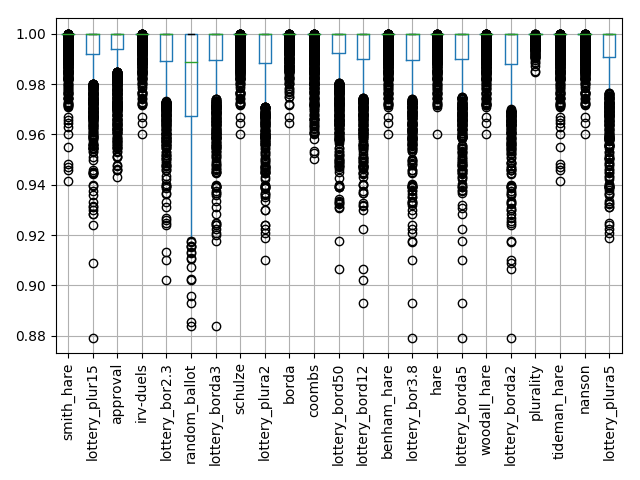 1.00
0.98
0.96
0.94
0.92
0.90
0.88
smith_hare
lottery_plur15
approval
irv-duels
lottery_bor2.3
random_ballot
lottery_borda3
schulze
lottery_plura2
borda
coombs
lottery_bord50
lottery_bord12
benham_hare
lottery_bor3.8
hare
lottery_borda5
woodall_hare
lottery_borda2
plurality
tideman_hare
nanson
lottery_plura5